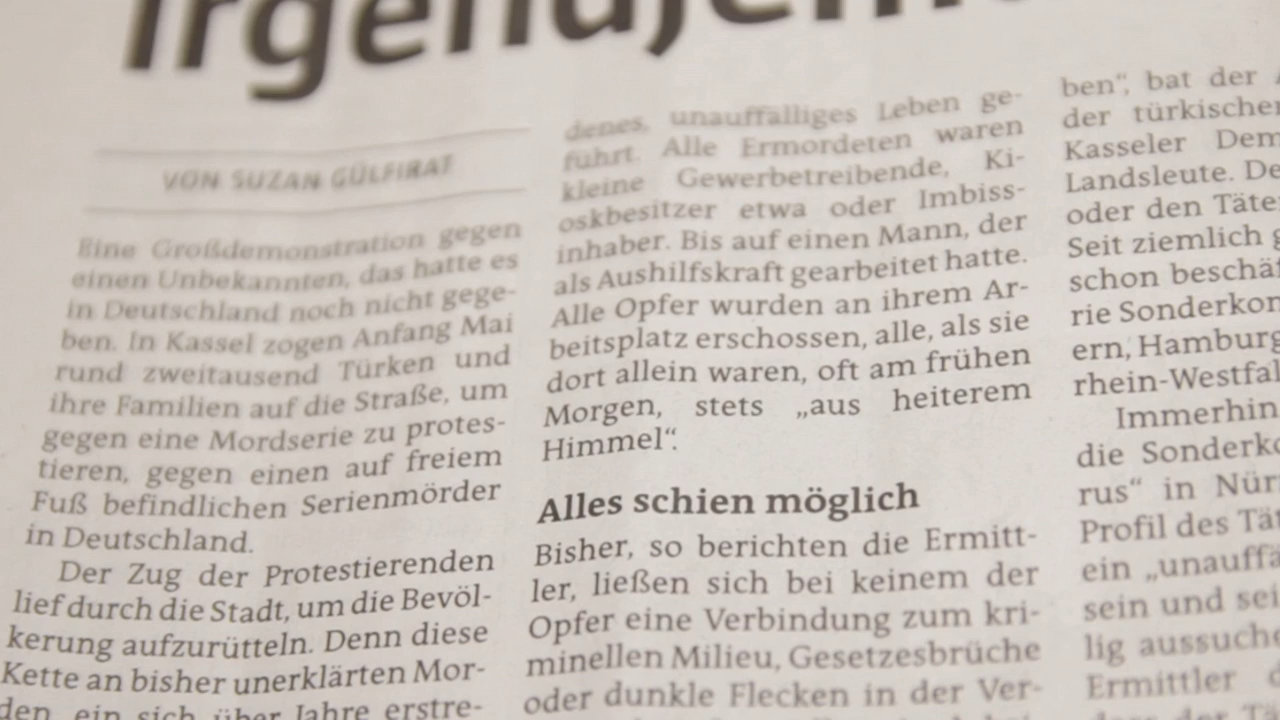 VON SUZAN GÜLFIRAT
Eine Großdemonstration gegen
einen Unbekannten, das hatte es
in Deutschland noch nicht gege-
ben. In Kassel zogen Anfang Mai
rund zweitausend Türken und
ihre Familien auf die Straße, um
gegen eine Mordserie zu protes-
tieren, gegen einen auf freiem
Fuß befindlichen Serienmörder
in Deutschland.
Der Zug der Protestierenden
lief durch die Stadt, um die Bevöl-
kerung aufzurütteln. Denn diese
Kette an bisher unerklärten Mor-
den, ein sich über Jahre erstre-
denes, unauffälliges Leben ge-
führt. Alle Ermordeten waren
kleine Gewerbetreibende, Ki-
oskbesitzer etwa oder Imbiss-
inhaber. Bis auf einen Mann, der
als Aushilfskraft gearbeitet hatte.
Alle Opfer wurden an ihrem Ar-
beitsplatz erschossen, alle, als sie
dort allein waren, oft am frühen
Morgen, stets „aus heiterem
Himmel“.
Alles schien möglich
Bisher, so berichten die Ermitt-
ler, ließen sich bei keinem der
Opfer eine Verbindung zum kri-
minellen Milieu, Gesetzesbrüche
oder dunkle Flecken in der Ver-
ben“, bat der
der türkischen
Kasseler Dem
Landsleute. De
oder den Täte
Seit ziemlich g
schon beschäf
rie Sonderkon
ern, Hamburg
rhein-Westfal
Immerhin
die Sonderko
rus“ in Nür
Profil des Tä
ein „unauffä
sein und sei
lig aussuch
Ermittler